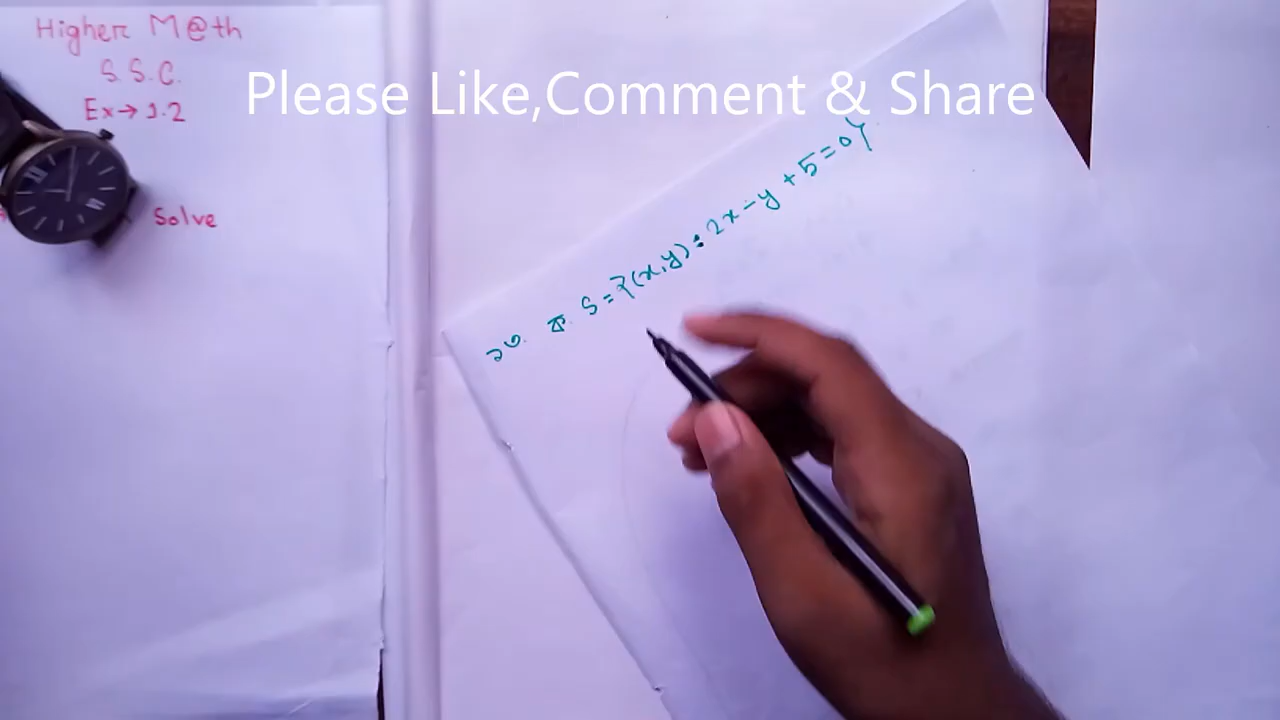 Higher M@th
S.S.C.
Ex→ 1.2
Solve
Please Like,Comment & Share
১৩. ক. S = {(x,y) : 2x - y + 5 = 0}